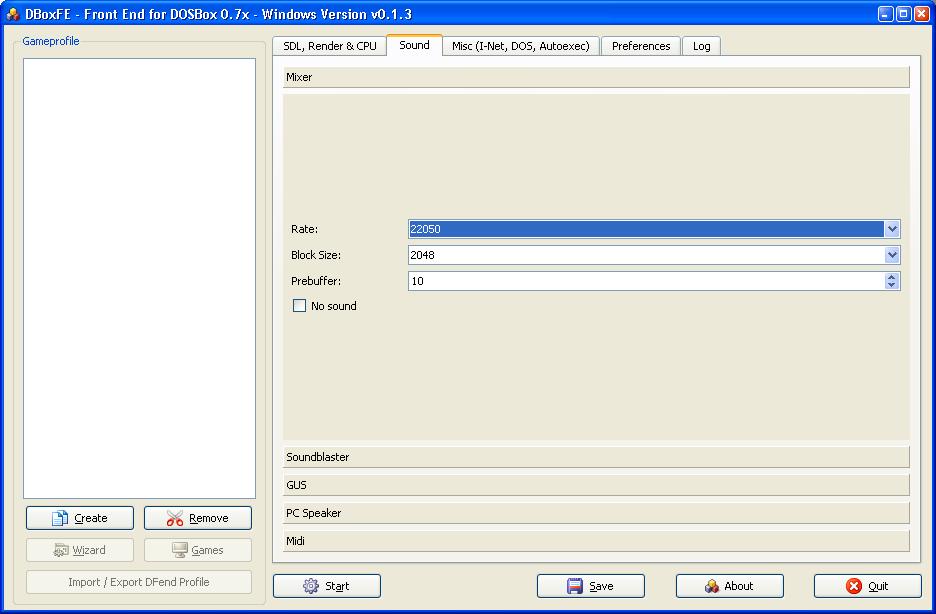 DBoxFE - Front End for DOSBox 0.7x - Windows Version v0.1.3
Gameprofile
SDL, Render & CPU
Sound
Misc (I-Net, DOS, Autoexec)
Preferences
Log
Mixer
Rate:
22050
Block Size:
2048
Prebuffer:
10
No sound
Soundblaster
GUS
PC Speaker
Midi
Create
Remove
Wizard
Games
Import / Export DFend Profile
Start
Save
About
Quit